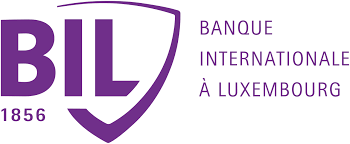 BIL
1856
BANQUE
INTERNATIONALE
À LUXEMBOURG